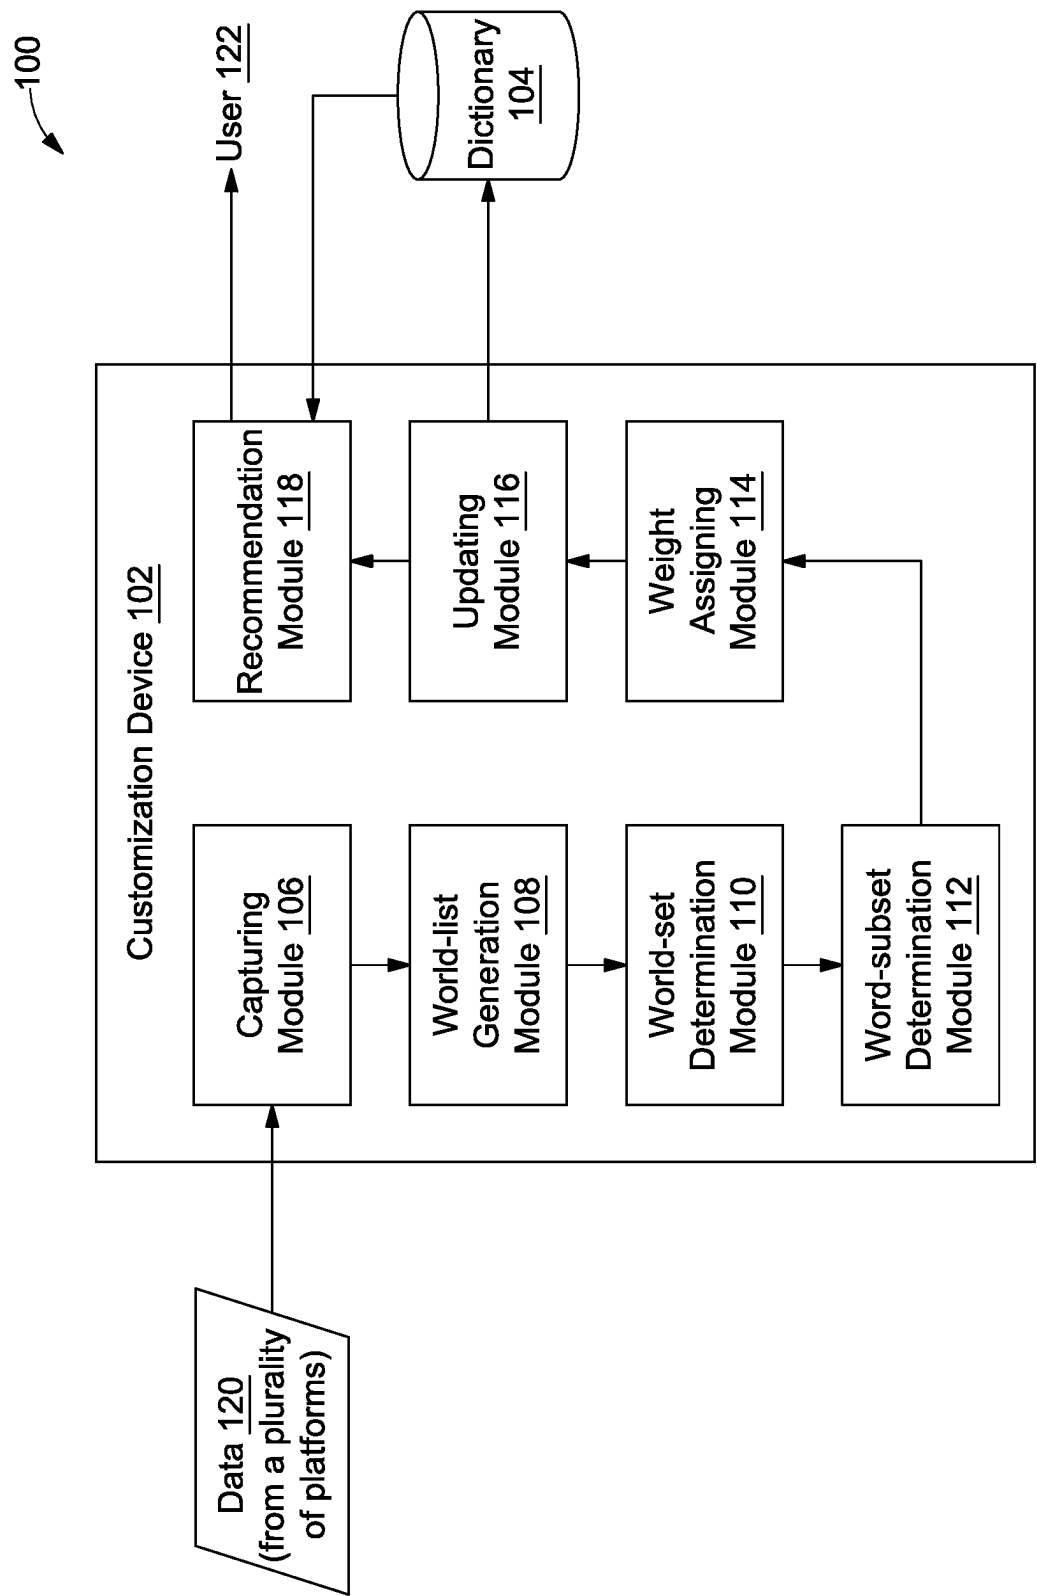 100
Customization Device 102
Data 120
(from a plurality
of platforms)
Capturing
Module 106
World-list
Generation
Module 108
World-set
Determination
Module 110
Word-subset
Determination
Module 112
Recommendation
Module 118
Updating
Module 116
Weight
Assigning
Module 114
User 122
Dictionary
104